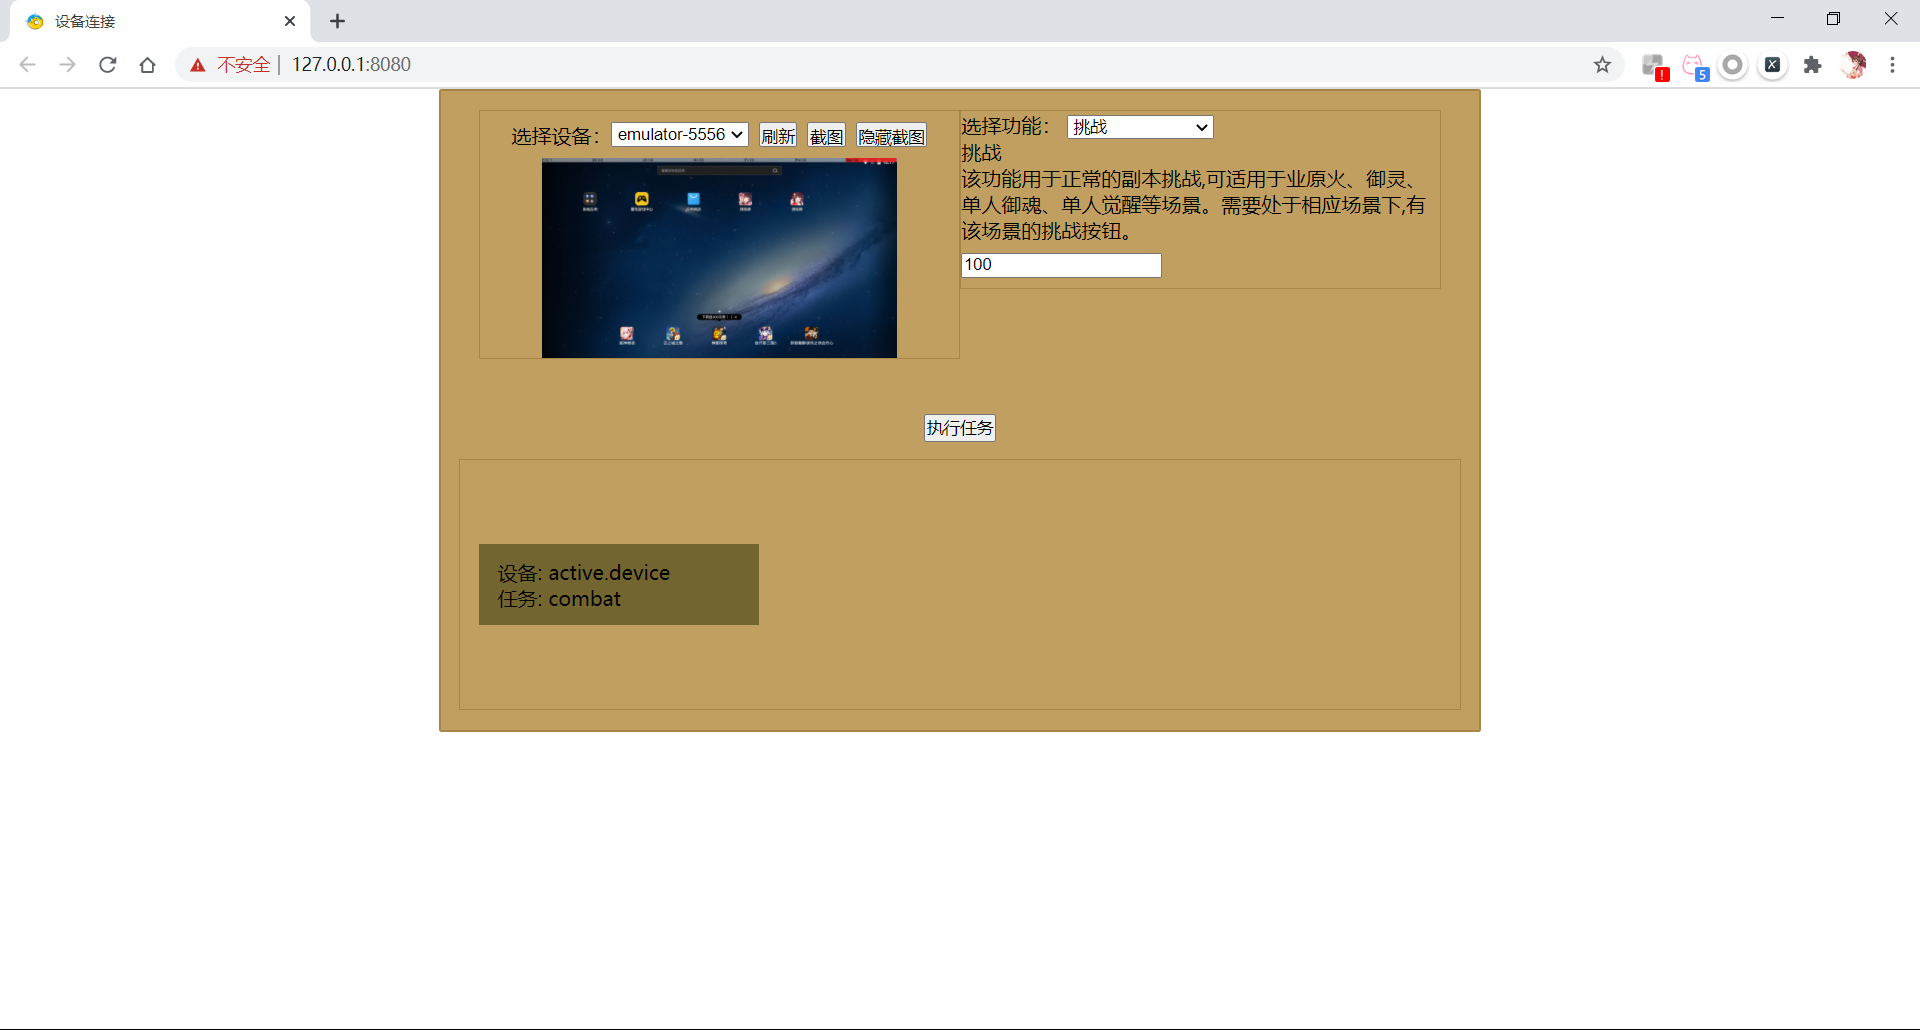 设备连接
不安全 | 127.0.0.1:8080
5
选择设备： emulator-5556 刷新 截图 隐藏截图
选择功能： 挑战
挑战
该功能用于正常的副本挑战,可适用于业原火、御灵、
单人御魂、单人觉醒等场景。需要处于相应场景下,有
该场景的挑战按钮。
100
执行任务
设备: active.device
任务: combat